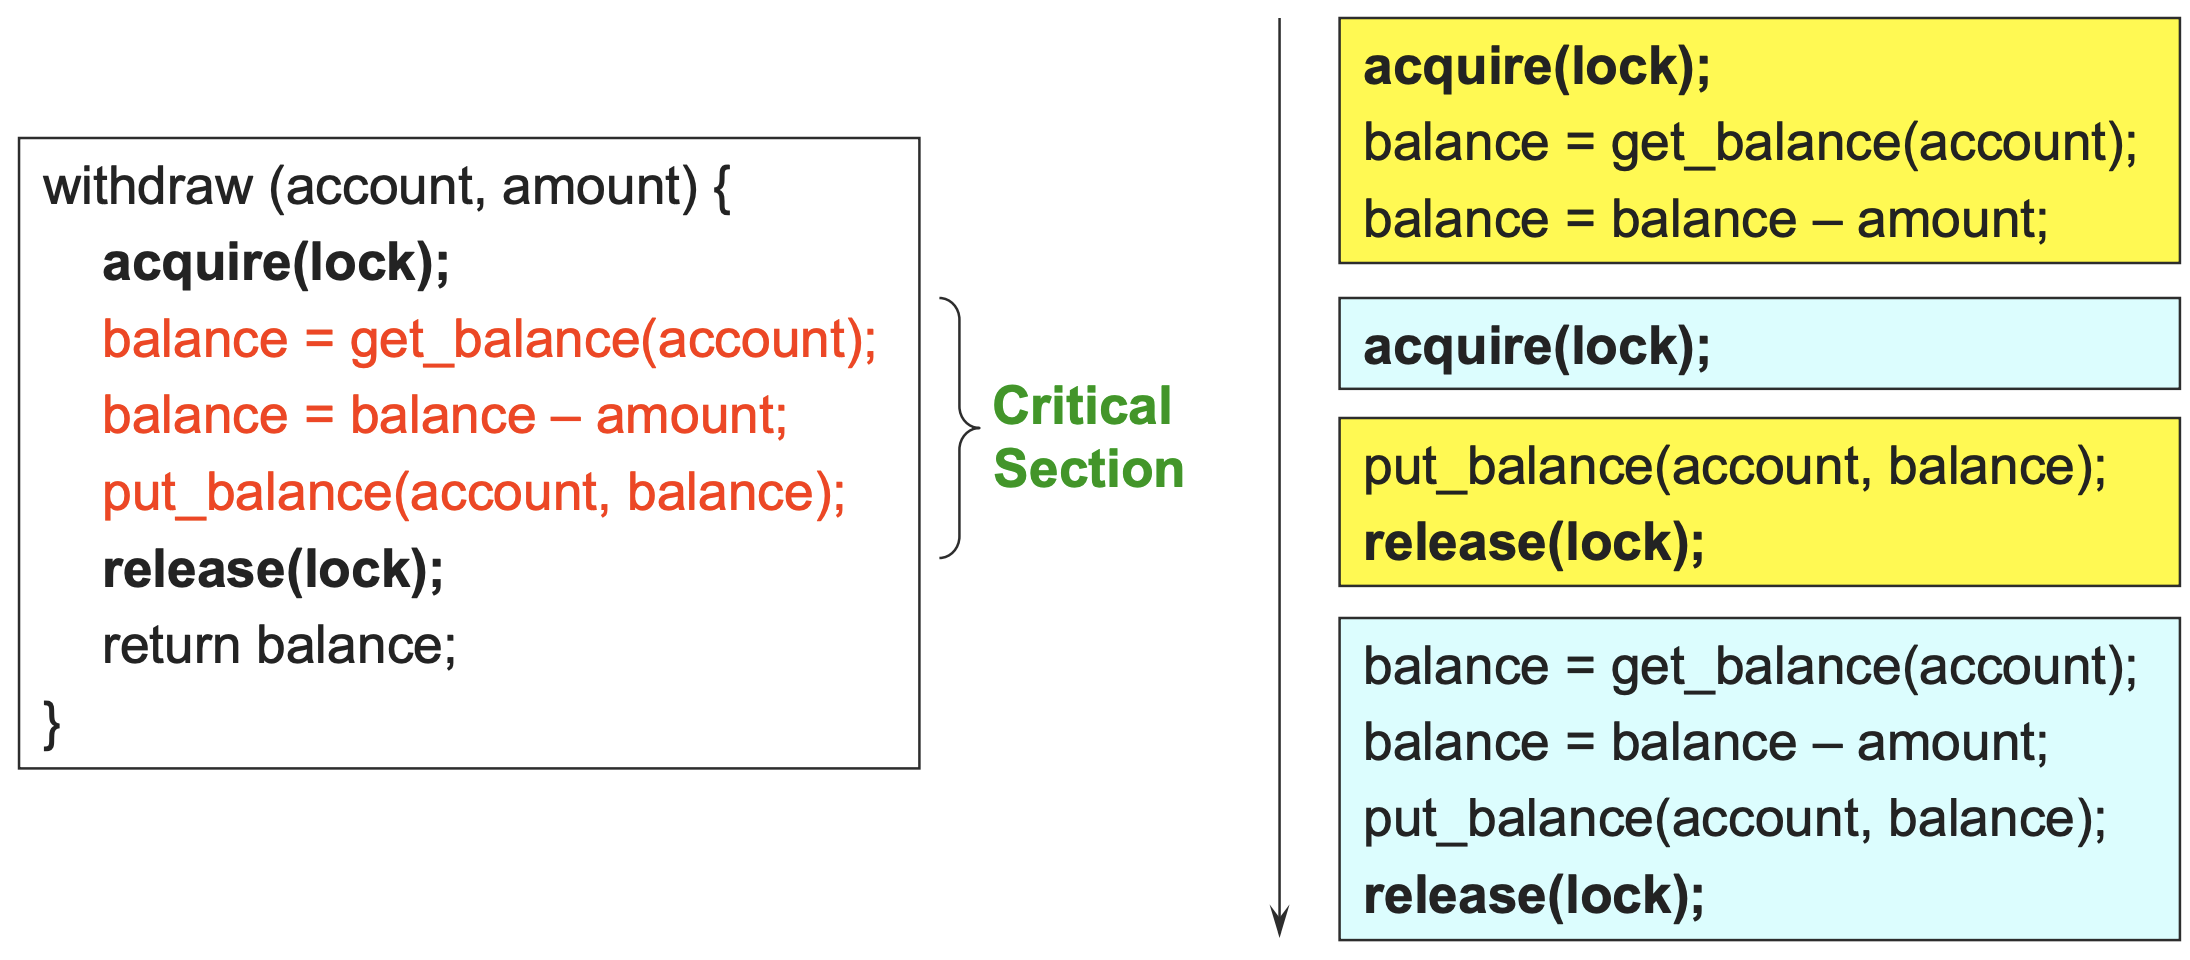 withdraw (account, amount) {
acquire(lock);
balance = get_balance(account);
balance = balance – amount;
put_balance(account, balance);
release(lock);
return balance;
}
Critical
Section
acquire(lock);
balance = get_balance(account);
balance = balance – amount;
acquire(lock);
put_balance(account, balance);
release(lock);
balance = get_balance(account);
balance = balance – amount;
put_balance(account, balance);
release(lock);